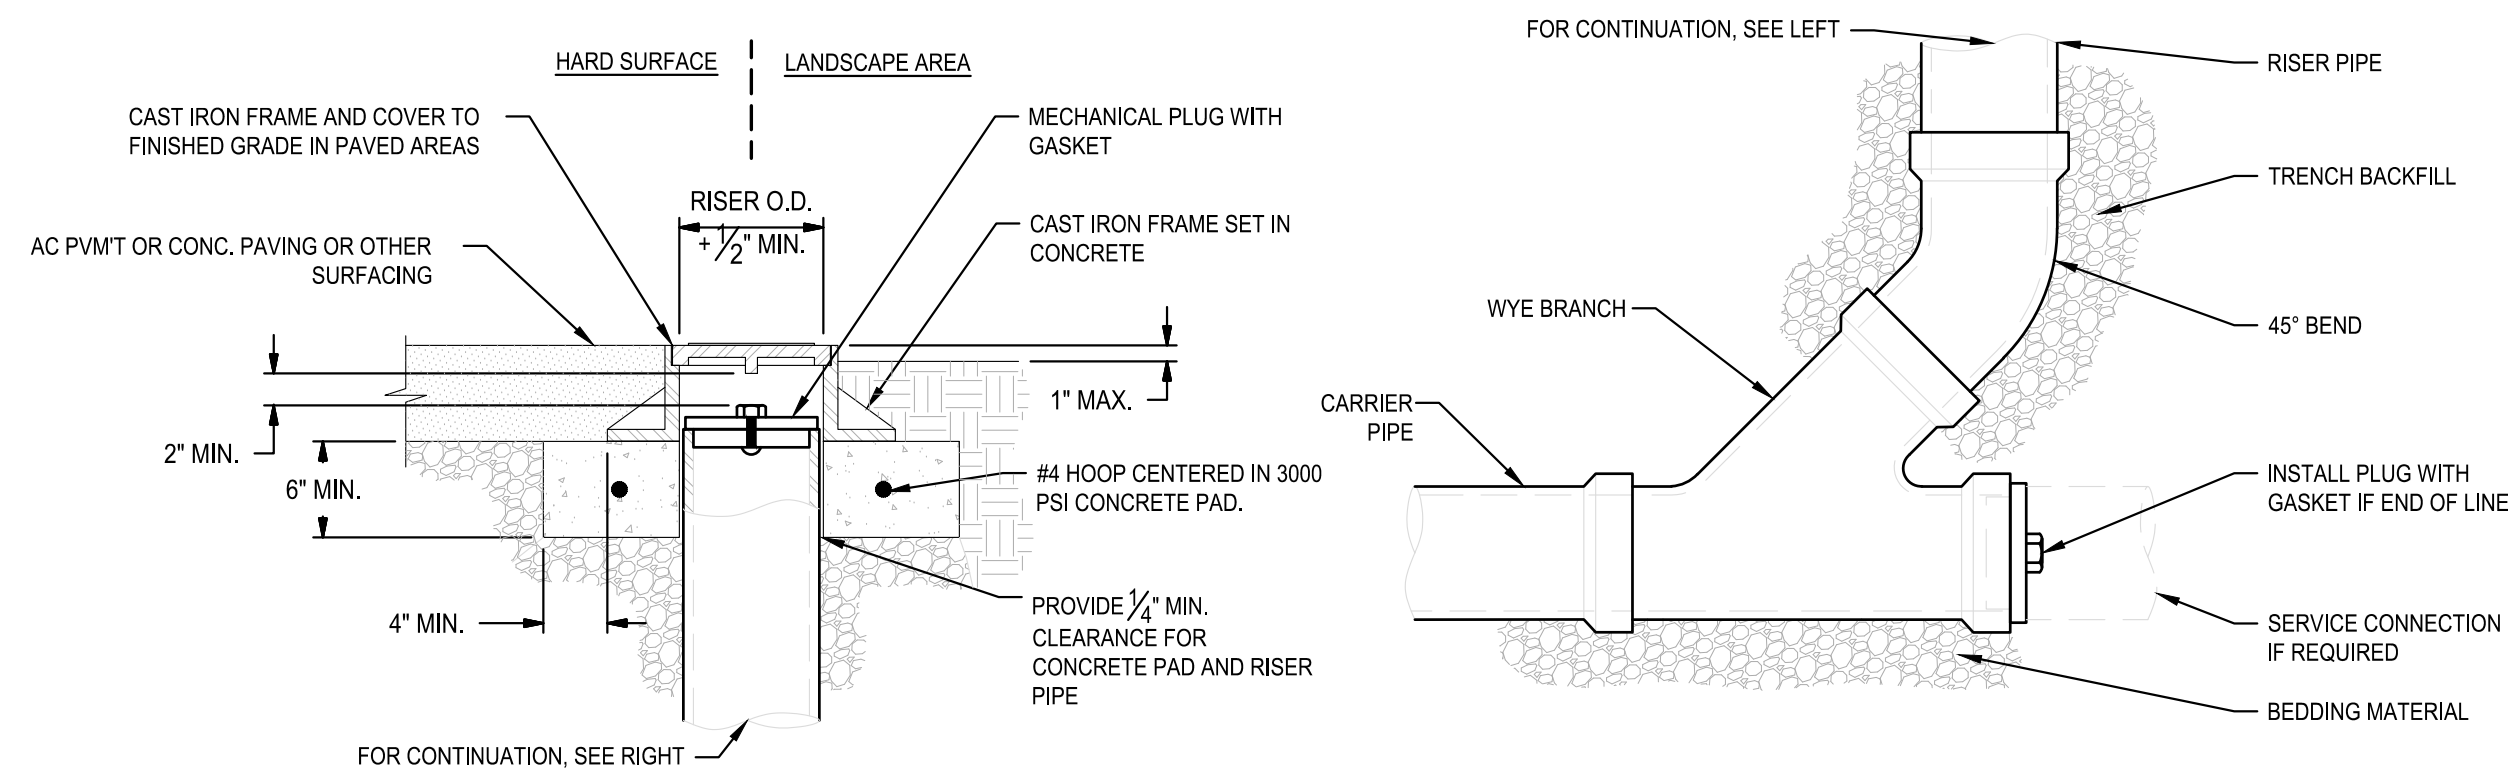 HARD SURFACE
LANDSCAPE AREA
CAST IRON FRAME AND COVER TO
FINISHED GRADE IN PAVED AREAS
MECHANICAL PLUG WITH
GASKET
RISER O.D.
+ 1/2" MIN.
CAST IRON FRAME SET IN
CONCRETE
AC PVM'T OR CONC. PAVING OR OTHER
SURFACING
1" MAX.
2" MIN.
6" MIN.
#4 HOOP CENTERED IN 3000
PSI CONCRETE PAD.
4" MIN.
PROVIDE 1/4" MIN.
CLEARANCE FOR
CONCRETE PAD AND RISER
PIPE
FOR CONTINUATION, SEE RIGHT
FOR CONTINUATION, SEE LEFT
RISER PIPE
TRENCH BACKFILL
WYE BRANCH
45° BEND
CARRIER
PIPE
INSTALL PLUG WITH
GASKET IF END OF LINE
SERVICE CONNECTION
IF REQUIRED
BEDDING MATERIAL